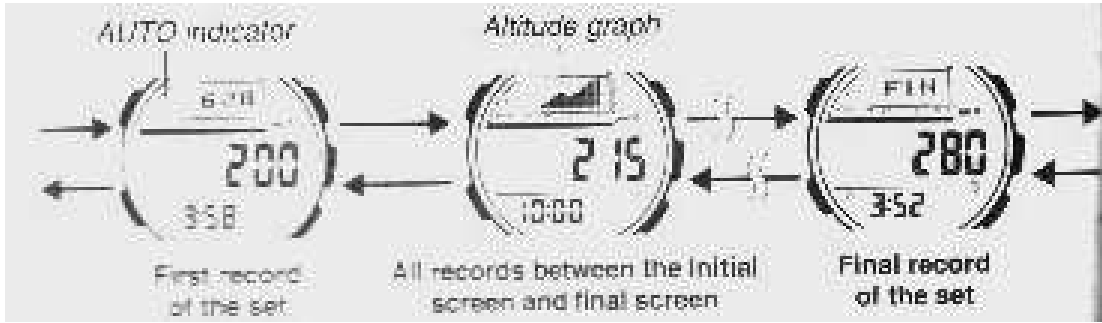 AUTO indicator
Altitude graph
FIN
200
215
280
3:58
10:00
3:52
First record
of the set
All records between the Initial
screen and final screen
Final record
of the set